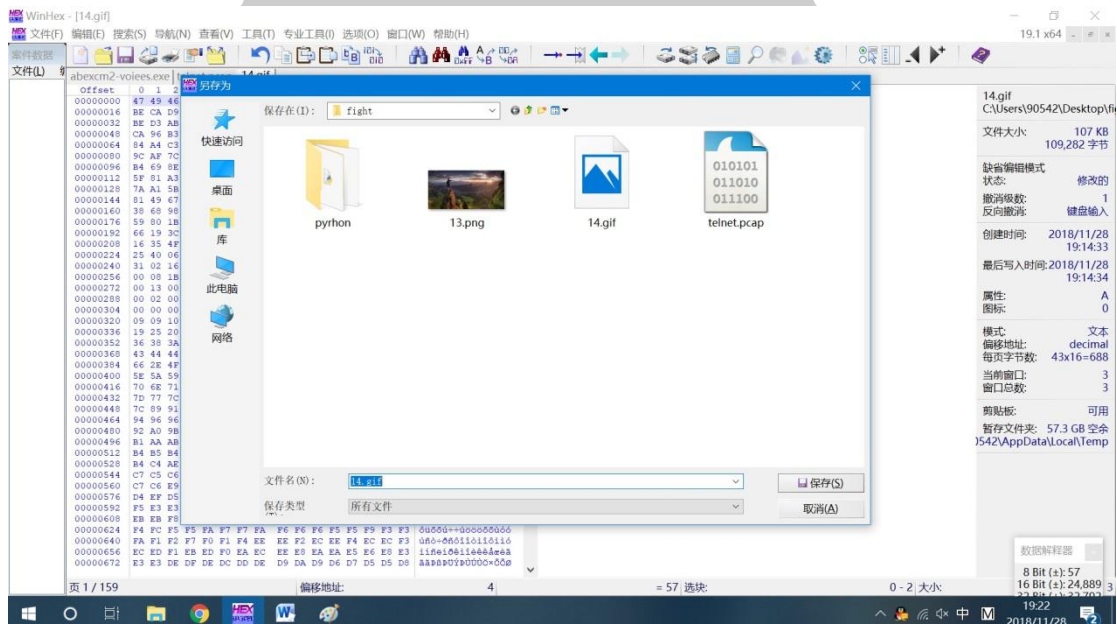 WinHex - [14.gif]
文件(F) 编辑(E) 搜索(S) 导航(N) 查看(V) 工具(T) 专业工具(I) 选项(O) 窗口(W) 帮助(H)
19.1 x64
案件数据
文件(L)
abexcm2-voiees.exe
Offset 0 1 2
00000000 47 49 46
00000016 BE CA D9
00000032 BE D3 AB
00000048 CA 96 B3
00000064 84 A4 C3
00000080 9C AF 7C
00000096 B4 69 8E
00000112 5F 81 A3
00000128 7A A1 5B
00000144 81 49 67
00000160 38 68 98
00000176 59 80 1B
00000192 66 19 3C
00000208 16 35 4F
00000224 25 40 06
00000240 31 02 16
00000256 00 08 1B
00000272 00 13 00
00000288 00 02 00
00000304 00 00 00
00000320 09 09 10
00000336 19 25 20
00000352 36 38 3A
00000368 43 44 44
00000384 66 2E 4F
00000400 5E 5A 59
00000416 70 6E 71
00000432 7D 77 7C
00000448 7C 89 91
00000464 94 96 96
00000480 92 A0 9B
00000496 B1 AA AB
00000512 B4 B5 B4
00000528 B4 C4 AE
00000544 C7 C5 C6
00000560 C7 C6 E9
00000576 D4 EF D5
00000592 F5 E3 E3
00000608 EB EB F8
00000624 F4 FC F5 F5 FA F7 F7 FA F6 F6 F6 F5 F5 F9 F3 F3
00000640 FA F1 F2 F7 F0 F1 F4 EE EE F2 EC EE F4 EC EC F3
00000656 EC ED F1 EB ED F0 EA EC EE E8 EA EA E5 E6 E8 E3
00000672 E3 E3 DE DF DE DC DD DE D9 DA D9 D6 D7 D5 D5 D8
另存为
保存在(I):
fight
快速访问
桌面
库
此电脑
网络
pyrhon
13.png
14.gif
010101
011010
011100
telnet.pcap
文件名(N):
14.gif
保存(S)
保存类型
所有文件
取消(A)
14.gif
C:\Users\90542\Desktop\fi
文件大小: 107 KB
109,282 字节
缺省编辑模式
状态: 修改的
撤消级数: 1
反向撤消: 键盘输入
创建时间: 2018/11/28
19:14:33
最后写入时间:2018/11/28
19:14:34
属性: A
图标: 0
模式: 文本
偏移地址: decimal
每页字节数: 43x16=688
当前窗口: 3
窗口总数: 3
剪贴板: 可用
暂存文件夹: 57.3 GB 空余
0542\AppData\Local\Temp
数据解释器
8 Bit (±): 57
16 Bit (±): 24,889
页 1 / 159
偏移地址: 4
= 57
选块: 0 - 2
大小: 3
中
19:22
2018/11/28